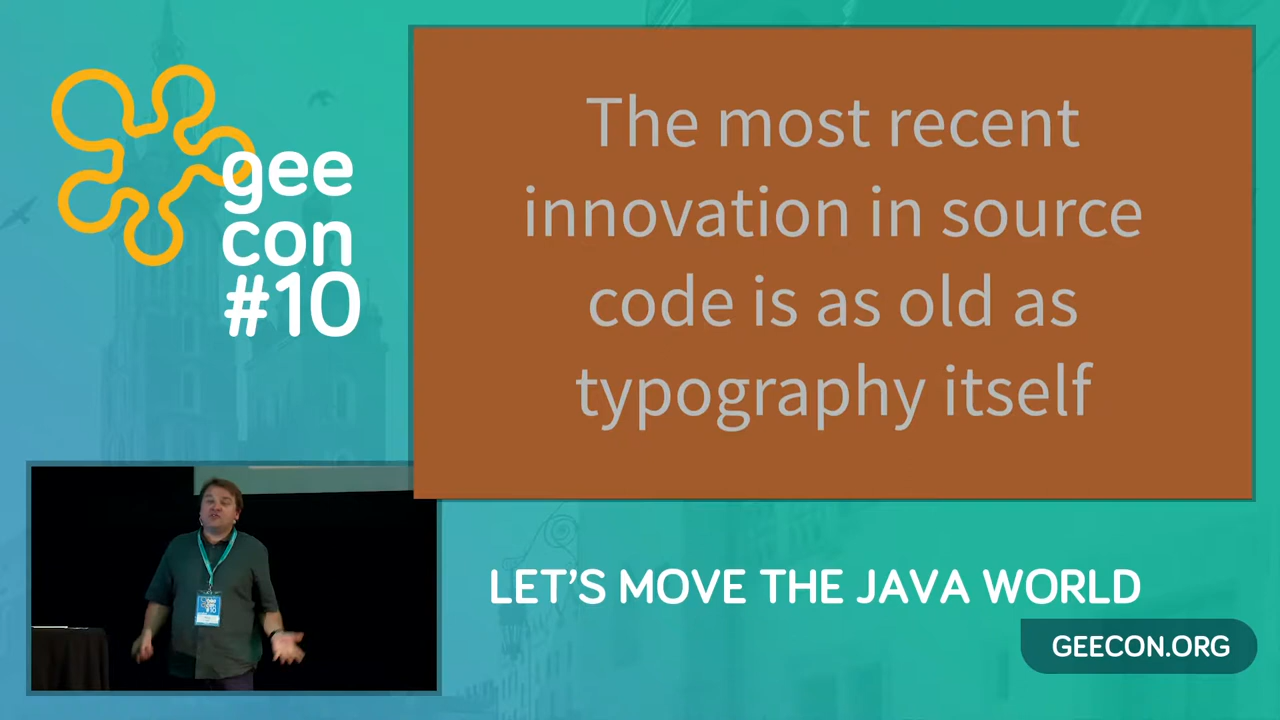 gee
con
#10
The most recent
innovation in source
code is as old as
typography itself
LET'S MOVE THE JAVA WORLD
GEECON.ORG